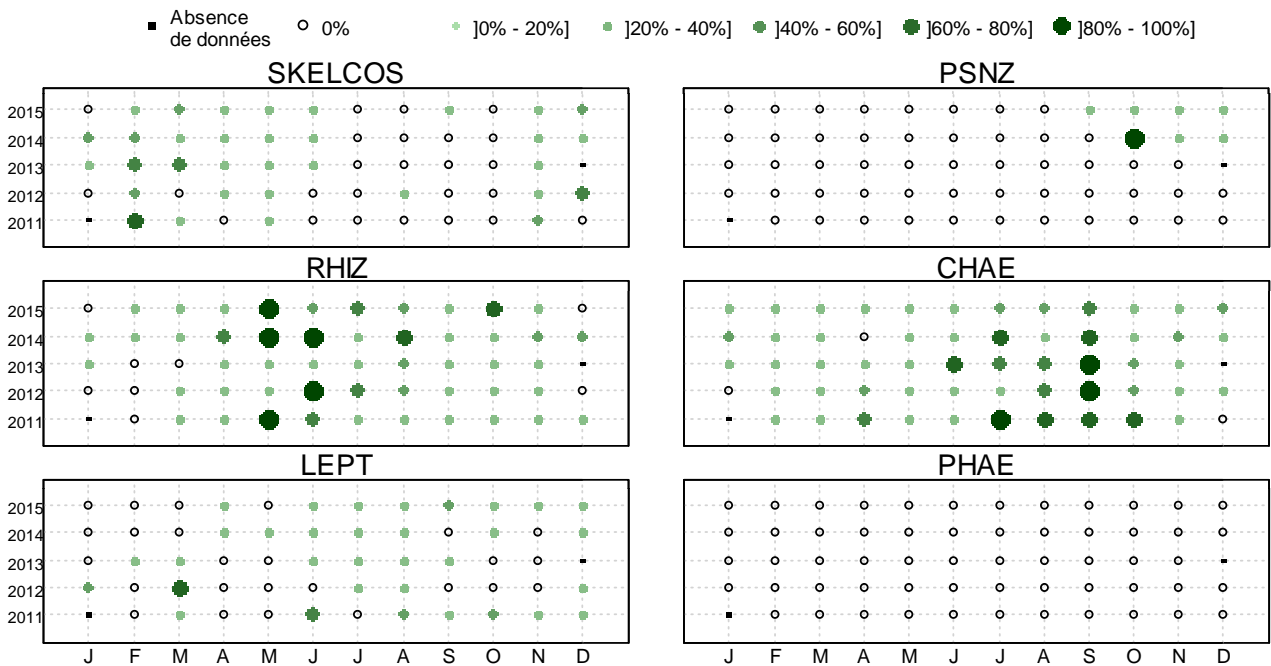 Absence
de données
0%
]0% - 20%]
]20% - 40%]
]40% - 60%]
]60% - 80%]
]80% - 100%]
SKELCOS
PSNZ
2015
2014
2013
2012
2011
RHIZ
CHAE
2015
2014
2013
2012
2011
LEPT
PHAE
2015
2014
2013
2012
2011
J F M A M J J A S O N D
J F M A M J J A S O N D